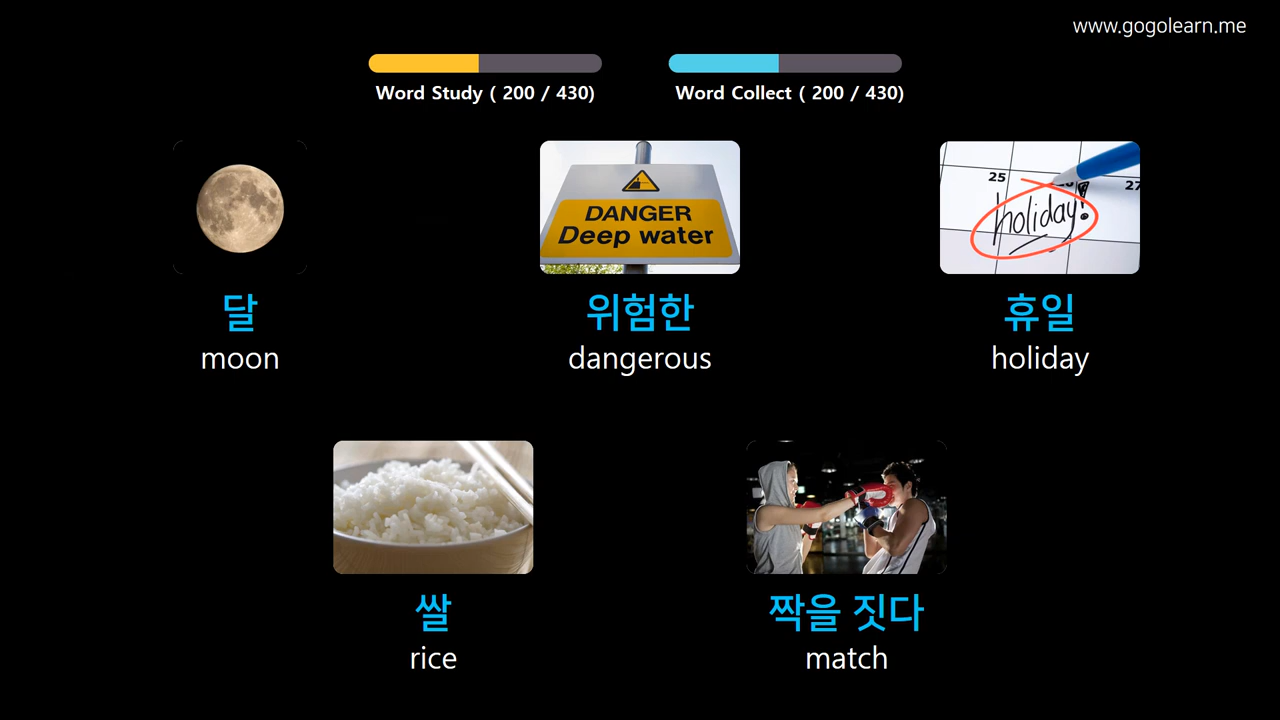 www.gogolearn.me
Word Study ( 200 / 430)
Word Collect ( 200 / 430)
DANGER
Deep water
25
27
holiday!
달
moon
위험한
dangerous
휴일
holiday
쌀
rice
짝을 짓다
match